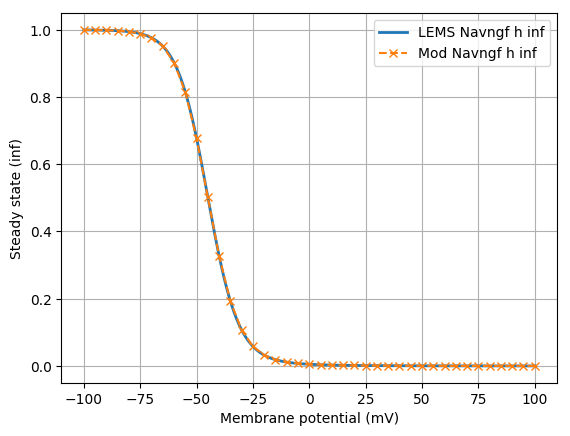 1.0
0.8
0.6
0.4
0.2
0.0
Steady state (inf)
LEMS Navngf h inf
Mod Navngf h inf
−100 −75 −50 −25 0 25 50 75 100
Membrane potential (mV)